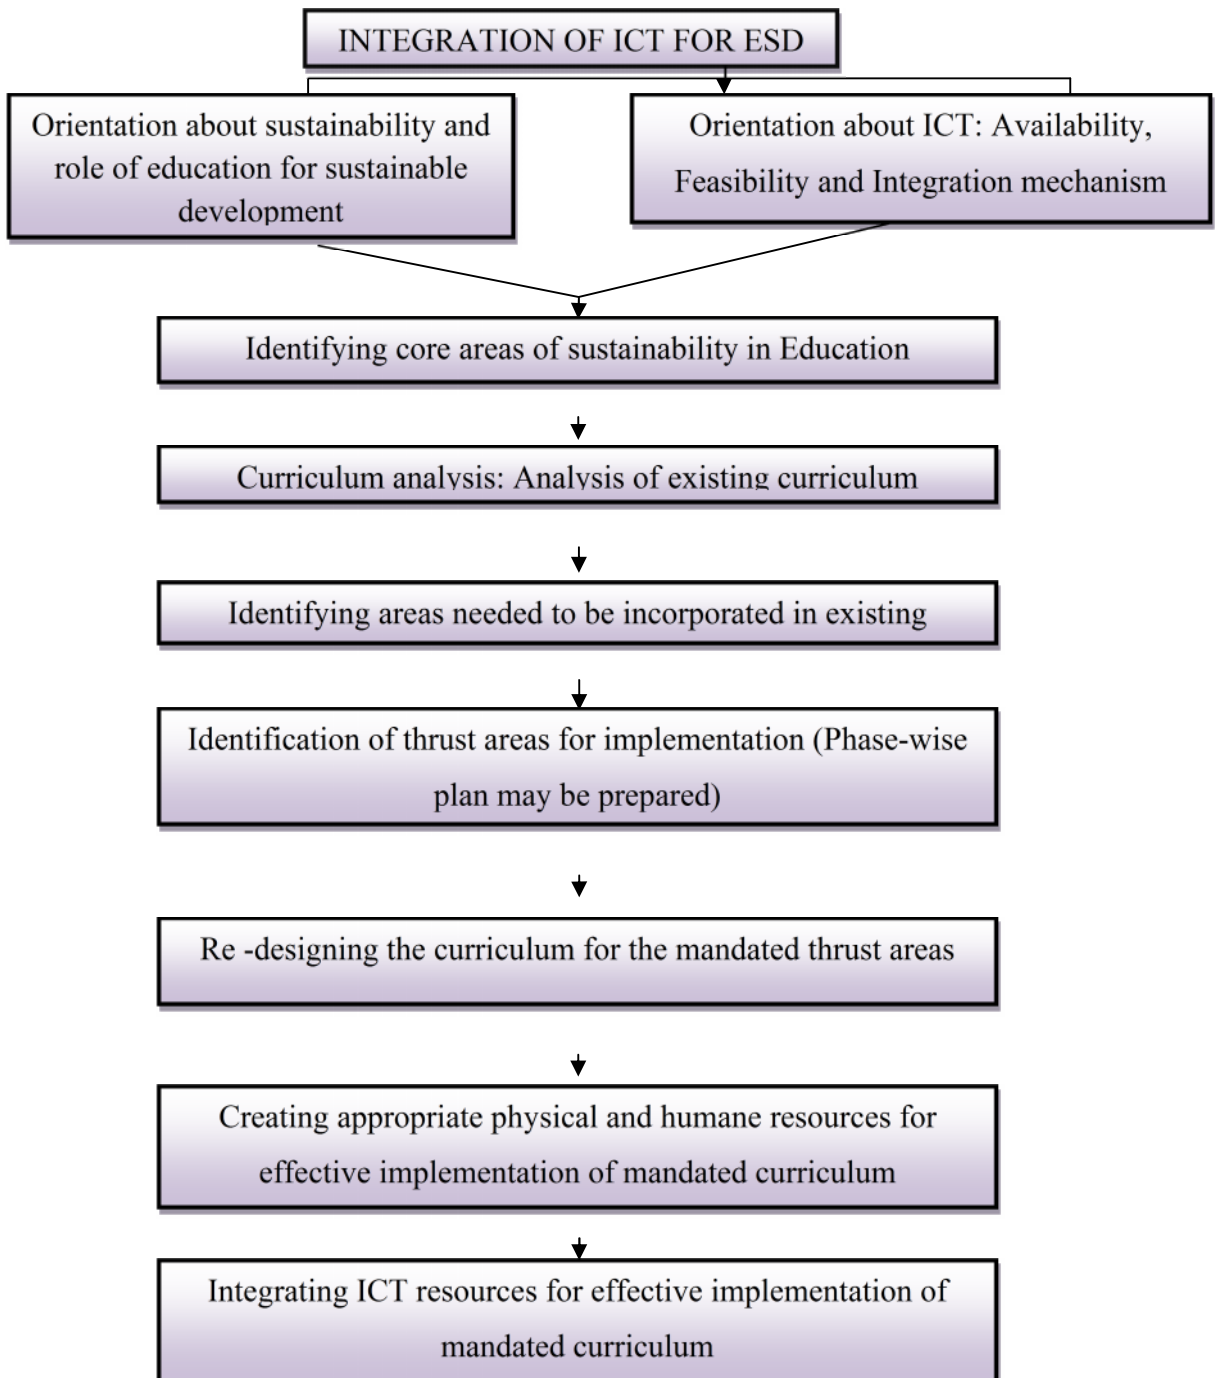 INTEGRATION OF ICT FOR ESD
Orientation about sustainability and
role of education for sustainable
development
Orientation about ICT: Availability,
Feasibility and Integration mechanism
Identifying core areas of sustainability in Education
Curriculum analysis: Analysis of existing curriculum
Identifying areas needed to be incorporated in existing
Identification of thrust areas for implementation (Phase-wise
plan may be prepared)
Re -designing the curriculum for the mandated thrust areas
Creating appropriate physical and humane resources for
effective implementation of mandated curriculum
Integrating ICT resources for effective implementation of
mandated curriculum